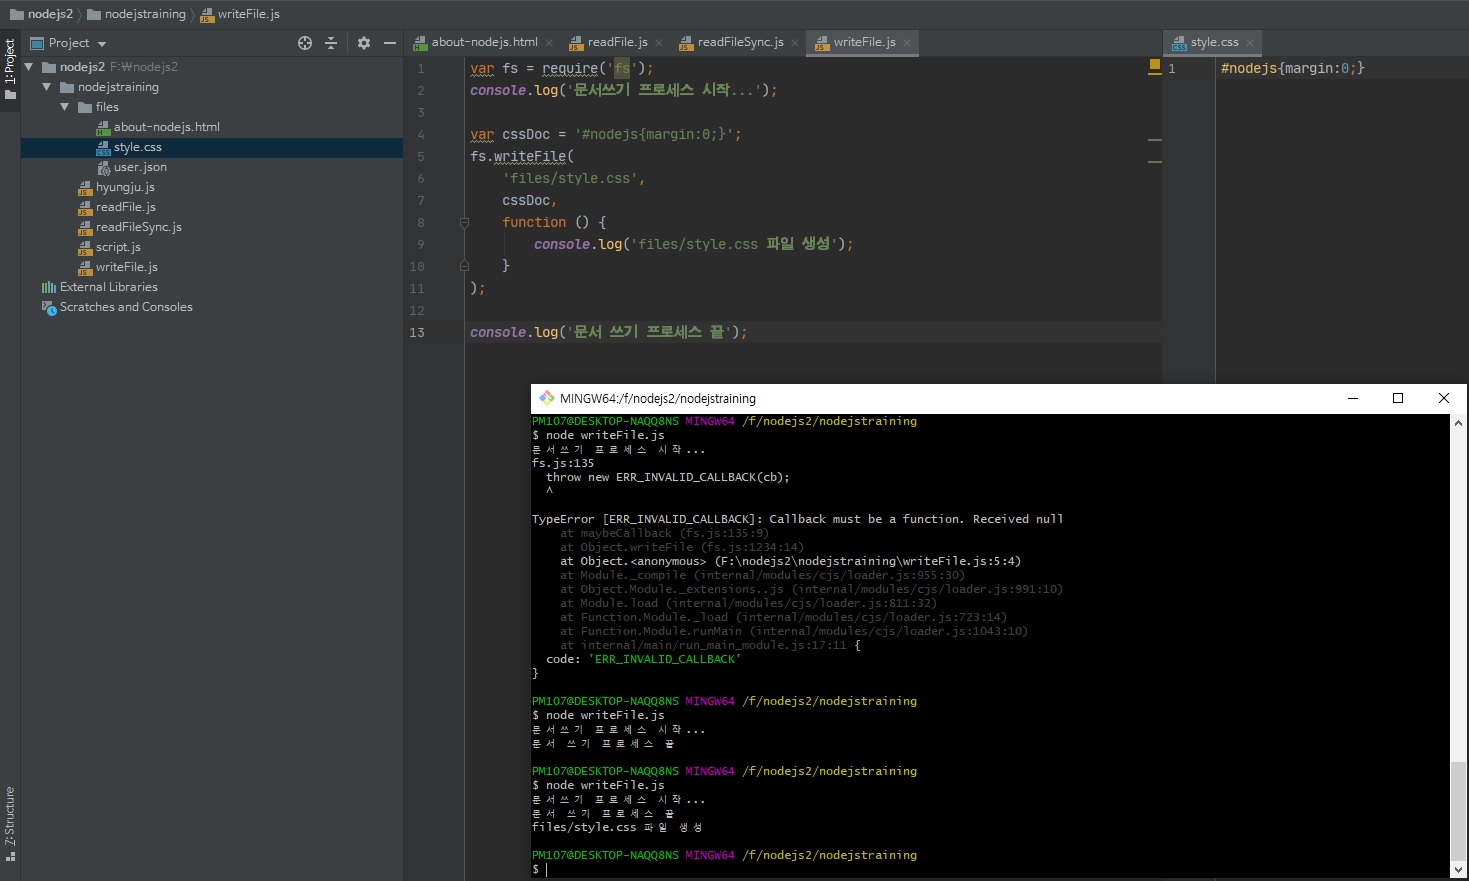 nodejs2 nodejstraining writeFile.js
1: Project
Project
nodejs2 F:₩nodejs2
nodejstraining
files
about-nodejs.html
style.css
user.json
hyungju.js
readFile.js
readFileSync.js
script.js
writeFile.js
External Libraries
Scratches and Consoles
Z: Structure
about-nodejs.html readFile.js readFileSync.js writeFile.js
1 var fs = require('fs');
2 console.log('문서쓰기 프로세스 시작...');
3
4 var cssDoc = '#nodejs{margin:0;}';
5 fs.writeFile(
6 'files/style.css',
7 cssDoc,
8 function () {
9 console.log('files/style.css 파일 생성');
10 }
11 );
12
13 console.log('문서 쓰기 프로세스 끝');
style.css
1 #nodejs{margin:0;}
MINGW64:/f/nodejs2/nodejstraining
PM107@DESKTOP-NAQQ8NS MINGW64 /f/nodejs2/nodejstraining
$ node writeFile.js
문서쓰기 프로세스 시작...
fs.js:135
throw new ERR_INVALID_CALLBACK(cb);
^
TypeError [ERR_INVALID_CALLBACK]: Callback must be a function. Received null
at maybeCallback (fs.js:135:9)
at Object.writeFile (fs.js:1234:14)
at Object.<anonymous> (F:\nodejs2\nodejstraining\writeFile.js:5:4)
at Module._compile (internal/modules/cjs/loader.js:955:30)
at Object.Module._extensions..js (internal/modules/cjs/loader.js:991:10)
at Module.load (internal/modules/cjs/loader.js:811:32)
at Function.Module._load (internal/modules/cjs/loader.js:723:14)
at Function.Module.runMain (internal/modules/cjs/loader.js:1043:10)
at internal/main/run_main_module.js:17:11 {
code: 'ERR_INVALID_CALLBACK'
}
PM107@DESKTOP-NAQQ8NS MINGW64 /f/nodejs2/nodejstraining
$ node writeFile.js
문서쓰기 프로세스 시작...
문서 쓰기 프로세스 끝
PM107@DESKTOP-NAQQ8NS MINGW64 /f/nodejs2/nodejstraining
$ node writeFile.js
문서쓰기 프로세스 시작...
문서 쓰기 프로세스 끝
files/style.css 파일 생성
PM107@DESKTOP-NAQQ8NS MINGW64 /f/nodejs2/nodejstraining
$